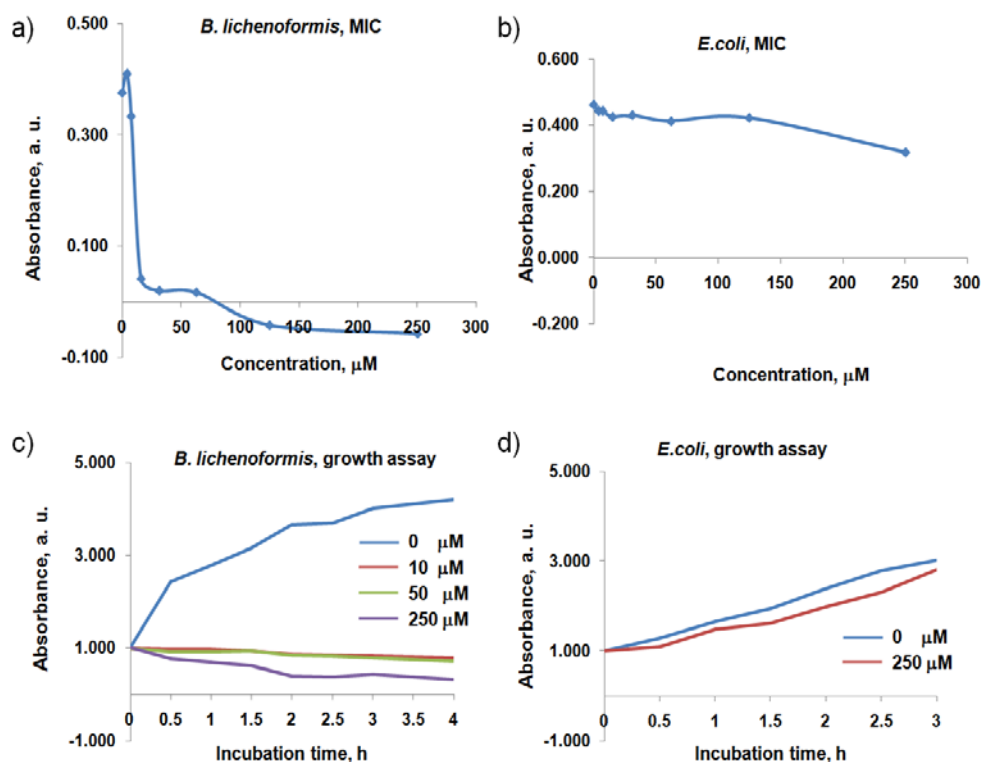 a)
B. lichenoformis, MIC
0.500
0.300
0.100
-0.100
Absorbance, a. u.
0 50 100 150 200 250 300
Concentration, μM
b)
E.coli, MIC
0.600
0.400
0.200
0.000
-0.200
Absorbance, a. u.
0 50 100 150 200 250 300
Concentration, μM
c)
B. lichenoformis, growth assay
5.000
3.000
1.000
-1.000
Absorbance, a. u.
0 μM
10 μM
50 μM
250 μM
0 0.5 1 1.5 2 2.5 3 3.5 4
Incubation time, h
d)
E.coli, growth assay
5.000
3.000
1.000
-1.000
Absorbance, a. u.
0 μM
250 μM
0 0.5 1 1.5 2 2.5 3
Incubation time, h